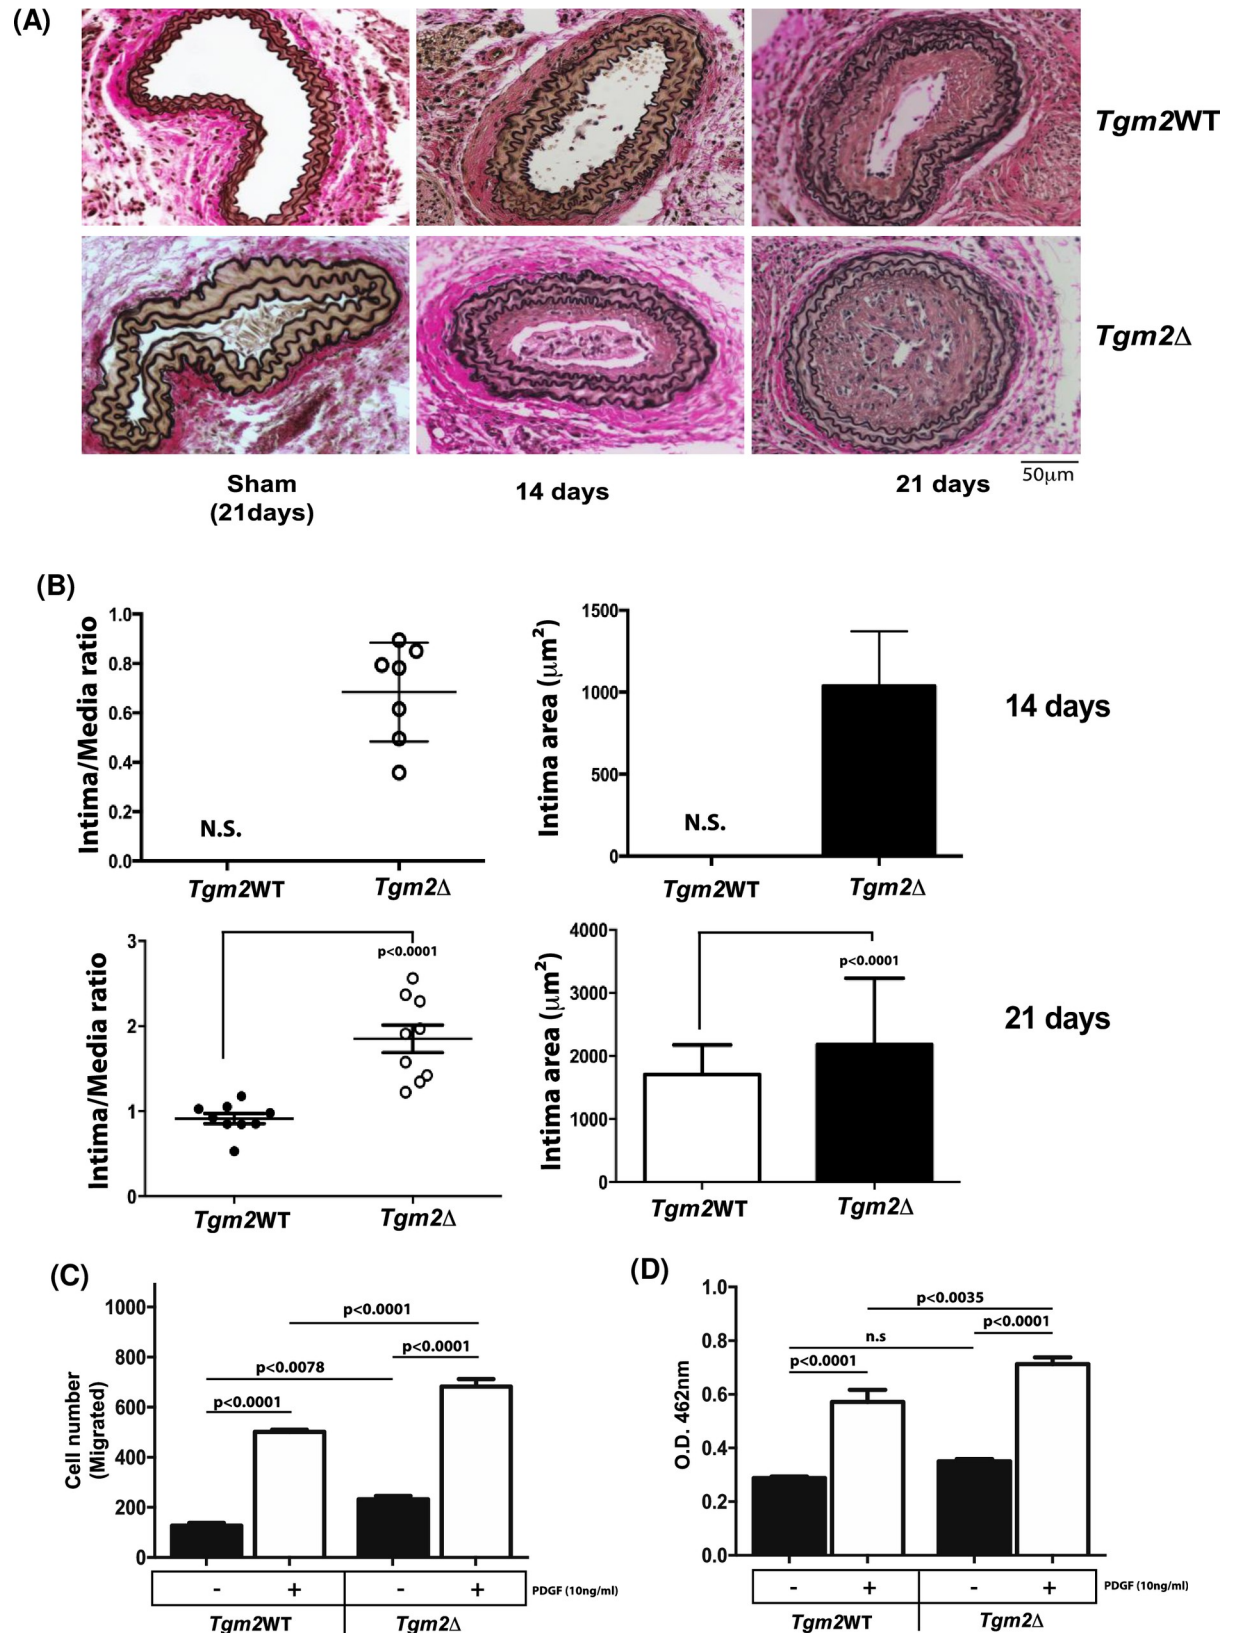 (A)
Tgm2WT
Tgm2Δ
Sham
(21days)
14 days
21 days
50μm
(B)
Intima/Media ratio
1.0
0.8
0.6
0.4
0.2
0.0
N.S.
Tgm2WT
Tgm2Δ
Intima area (μm²)
1500
1000
500
0
N.S.
Tgm2WT
Tgm2Δ
14 days
Intima/Media ratio
3
2
1
0
p<0.0001
Tgm2WT
Tgm2Δ
Intima area (μm²)
4000
3000
2000
1000
0
p<0.0001
Tgm2WT
Tgm2Δ
21 days
(C)
Cell number
(Migrated)
1000
800
600
400
200
0
p<0.0001
p<0.0001
p<0.0078
p<0.0001
- + - +
PDGF (10ng/ml)
Tgm2WT
Tgm2Δ
(D)
O.D. 462nm
1.0
0.8
0.6
0.4
0.2
0.0
p<0.0035
p<0.0001
n.s
p<0.0001
- + - +
PDGF (10ng/ml)
Tgm2WT
Tgm2Δ